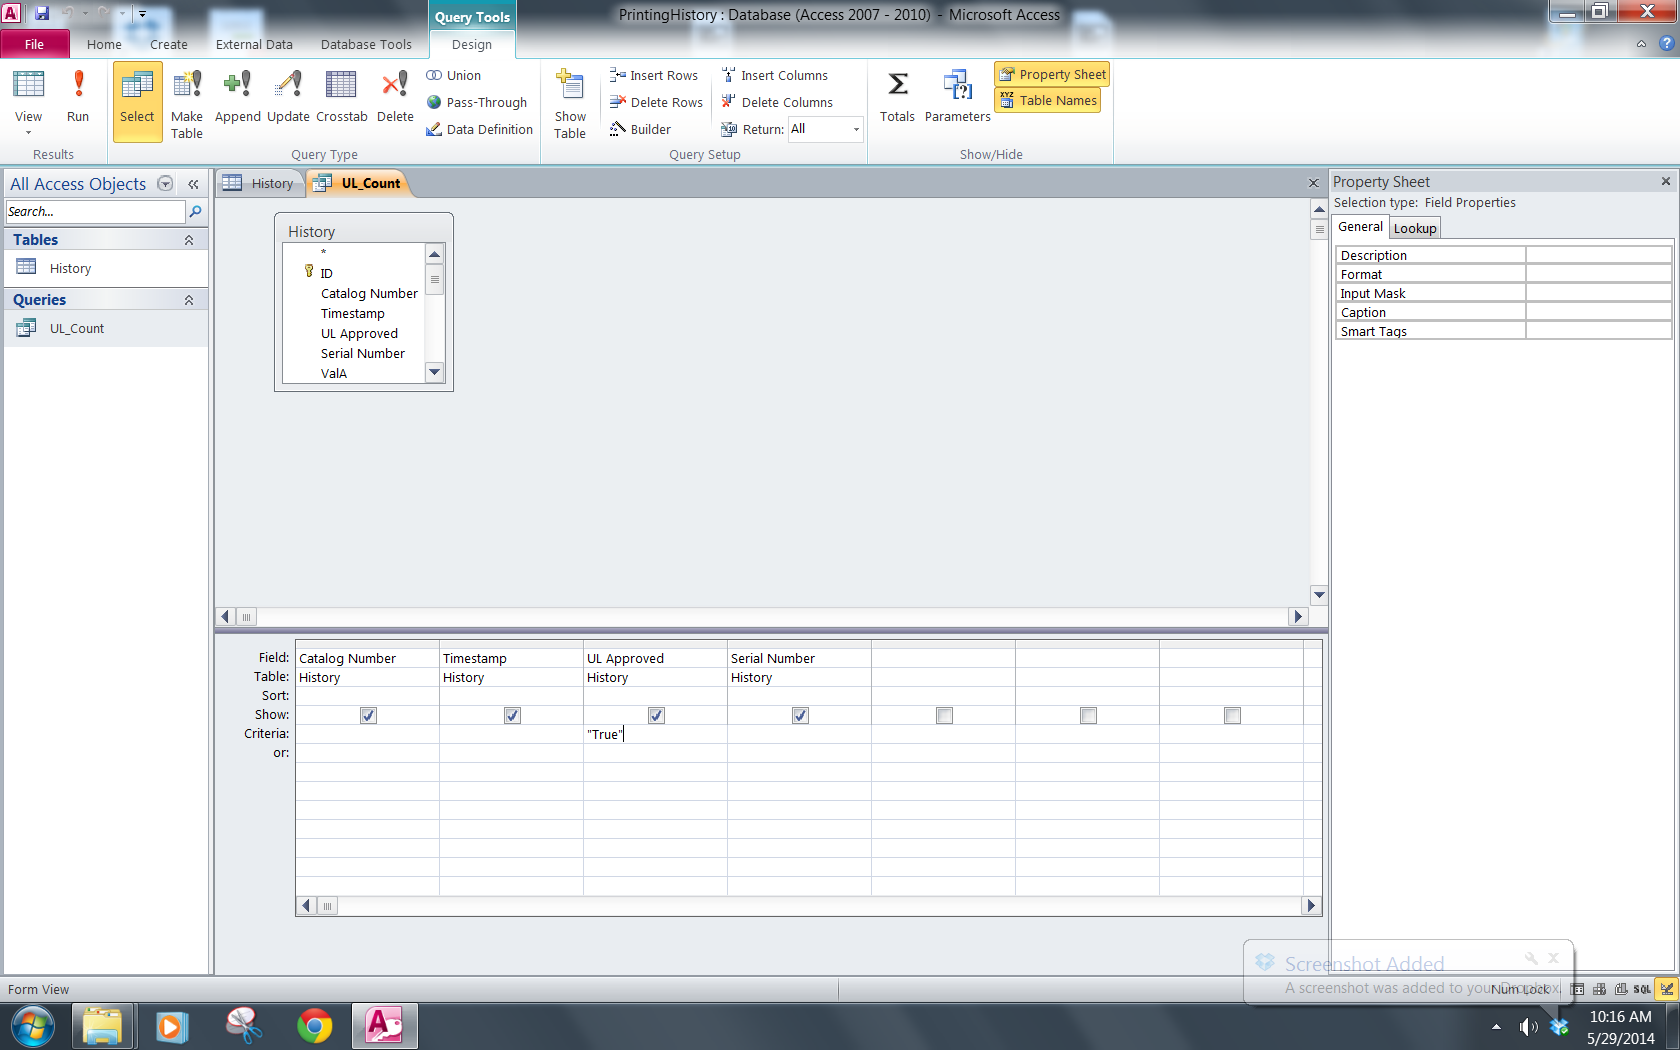 PrintingHistory : Database (Access 2007 - 2010) - Microsoft Access
Query Tools
File
Home
Create
External Data
Database Tools
Design
View
Run
Results
Select
Make Table
Append
Update
Crosstab
Delete
Union
Pass-Through
Data Definition
Query Type
Show Table
Insert Rows
Delete Rows
Builder
Insert Columns
Delete Columns
Return: All
Query Setup
Totals
Parameters
Property Sheet
Table Names
Show/Hide
All Access Objects
Search...
Tables
History
Queries
UL_Count
History
UL_Count
History
*
ID
Catalog Number
Timestamp
UL Approved
Serial Number
ValA
Field: Catalog Number Timestamp UL Approved Serial Number
Table: History History History History
Sort:
Show:
Criteria: "True"
or:
Property Sheet
Selection type: Field Properties
General
Lookup
Description
Format
Input Mask
Caption
Smart Tags
Screenshot Added
A screenshot was added to your Dropbox.
Form View
Num Lock
SQL
10:16 AM
5/29/2014